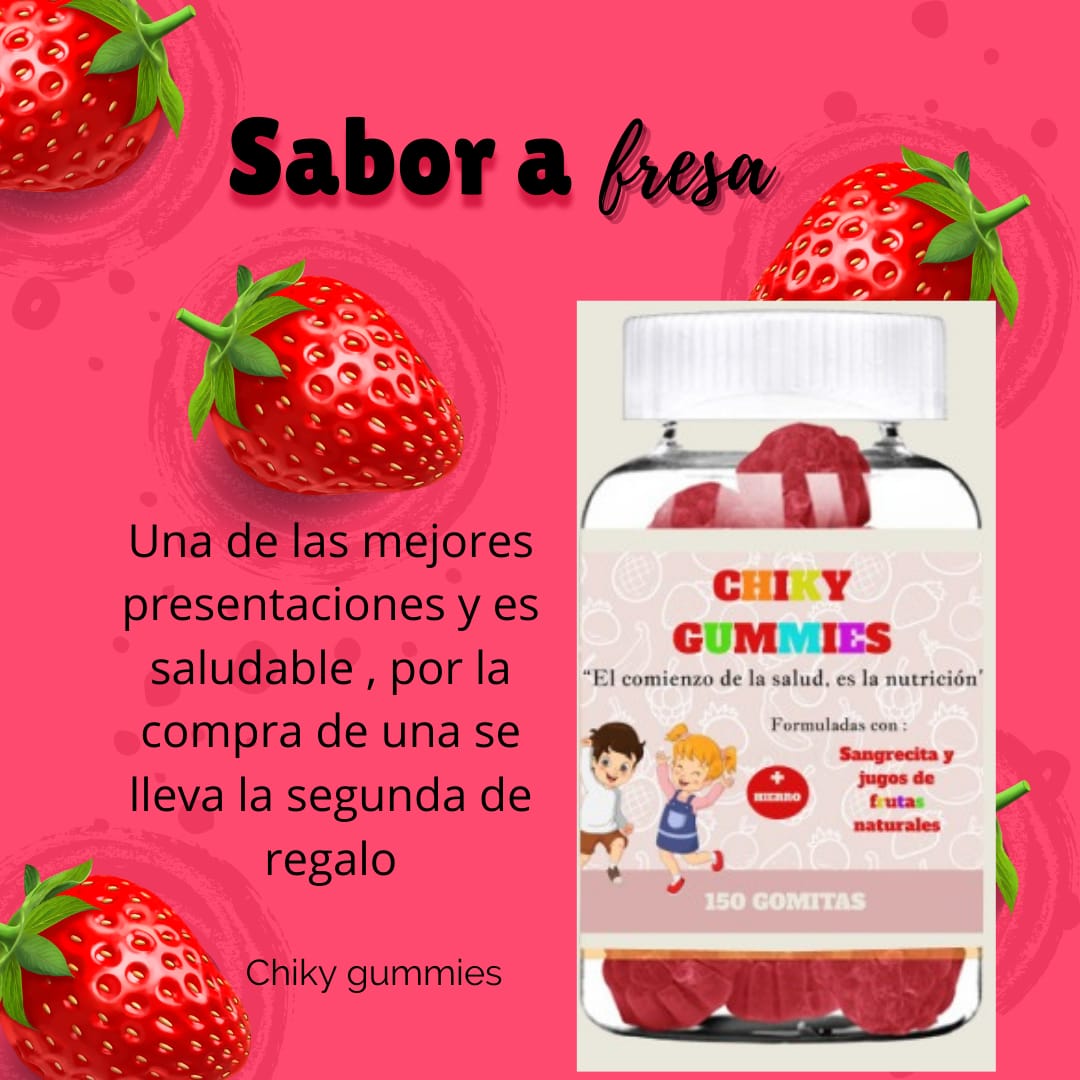 Sabor a fresa
Una de las mejores
presentaciones y es
saludable , por la
compra de una se
lleva la segunda de
regalo
Chiky gummies
CHIKY
GUMMIES
“El comienzo de la salud, es la nutrición"
Formuladas con :
+
HIERRO
Sangrecita y
jugos de
frutas
naturales
150 GOMITAS